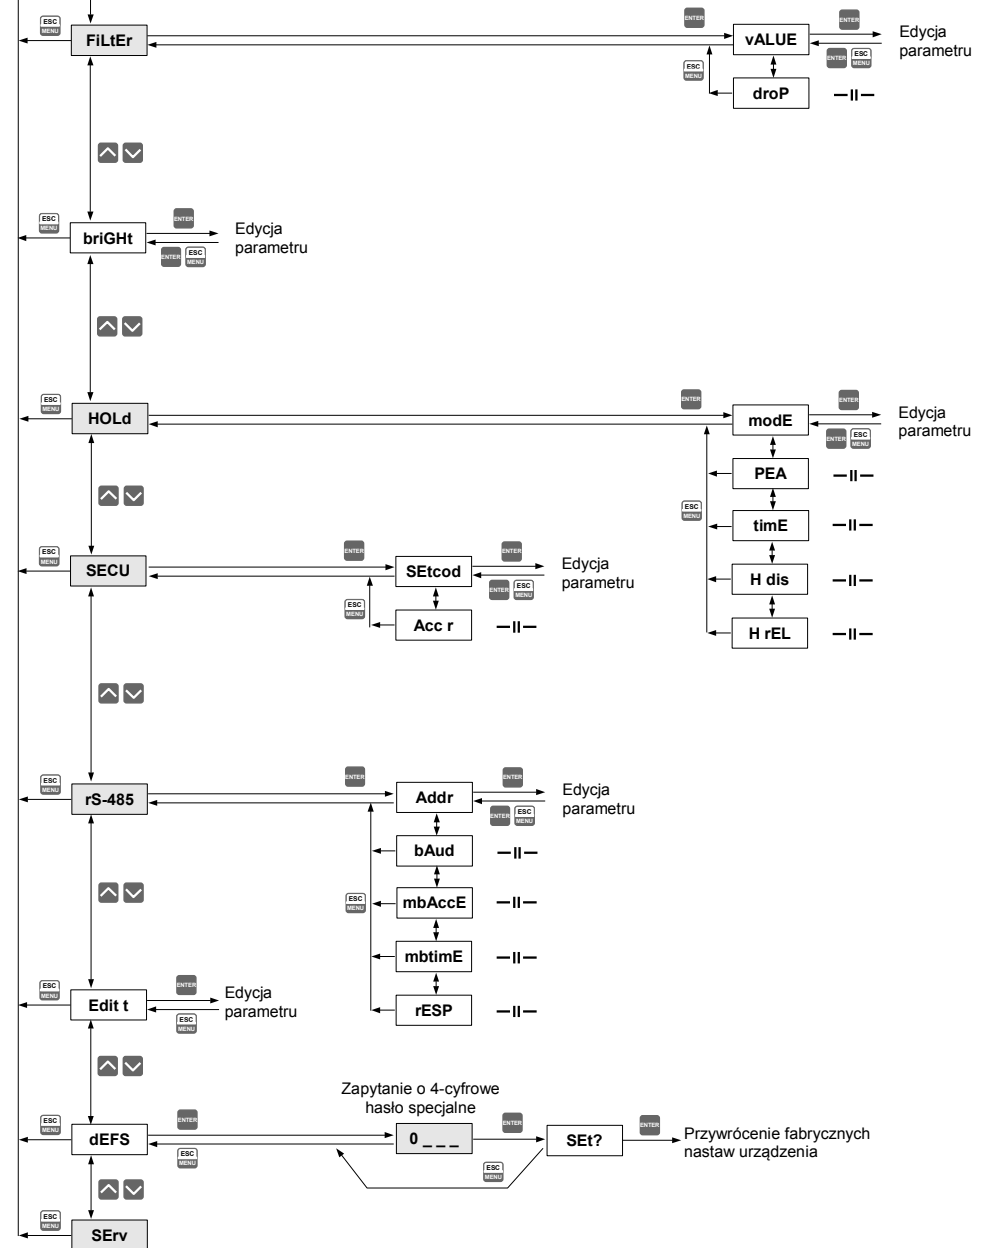 ESC
MENU
FiLtEr
ENTER
vALUE
ENTER
Edycja
parametru
ENTER
ESC
MENU
ESC
MENU
droP
—II—
ESC
MENU
briGHt
ENTER
Edycja
parametru
ENTER
ESC
MENU
ESC
MENU
HOLd
ENTER
modE
ENTER
Edycja
parametru
ENTER
ESC
MENU
PEA
—II—
ESC
MENU
timE
—II—
H dis
—II—
H rEL
—II—
ESC
MENU
SECU
ENTER
SEtcod
ENTER
Edycja
parametru
ENTER
ESC
MENU
ESC
MENU
Acc r
—II—
ESC
MENU
rS-485
ENTER
Addr
ENTER
Edycja
parametru
ENTER
ESC
MENU
bAud
—II—
ESC
MENU
mbAccE
—II—
mbtimE
—II—
rESP
—II—
ESC
MENU
Edit t
ENTER
Edycja
parametru
ESC
MENU
Zapytanie o 4-cyfrowe
hasło specjalne
ESC
MENU
dEFS
ENTER
ESC
MENU
0 _ _ _
ENTER
SEt?
ENTER
Przywrócenie fabrycznych
nastaw urządzenia
ESC
MENU
ESC
MENU
SErv